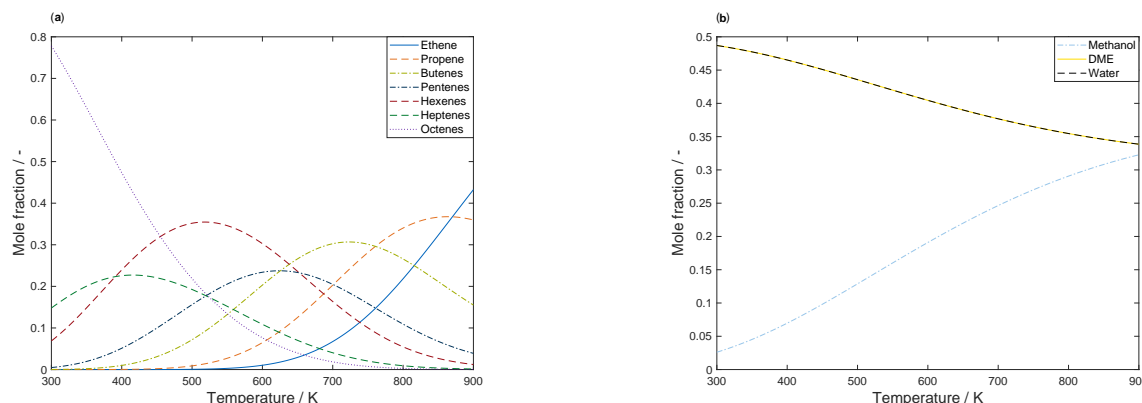 (a)
0.8
0.7
0.6
0.5
0.4
0.3
0.2
0.1
0
300 400 500 600 700 800 900
Temperature / K
Mole fraction / -
Ethene
Propene
Butenes
Pentenes
Hexenes
Heptenes
Octenes
(b)
0.5
0.45
0.4
0.35
0.3
0.25
0.2
0.15
0.1
0.05
0
300 400 500 600 700 800 90
Temperature / K
Mole fraction / -
Methanol
DME
Water